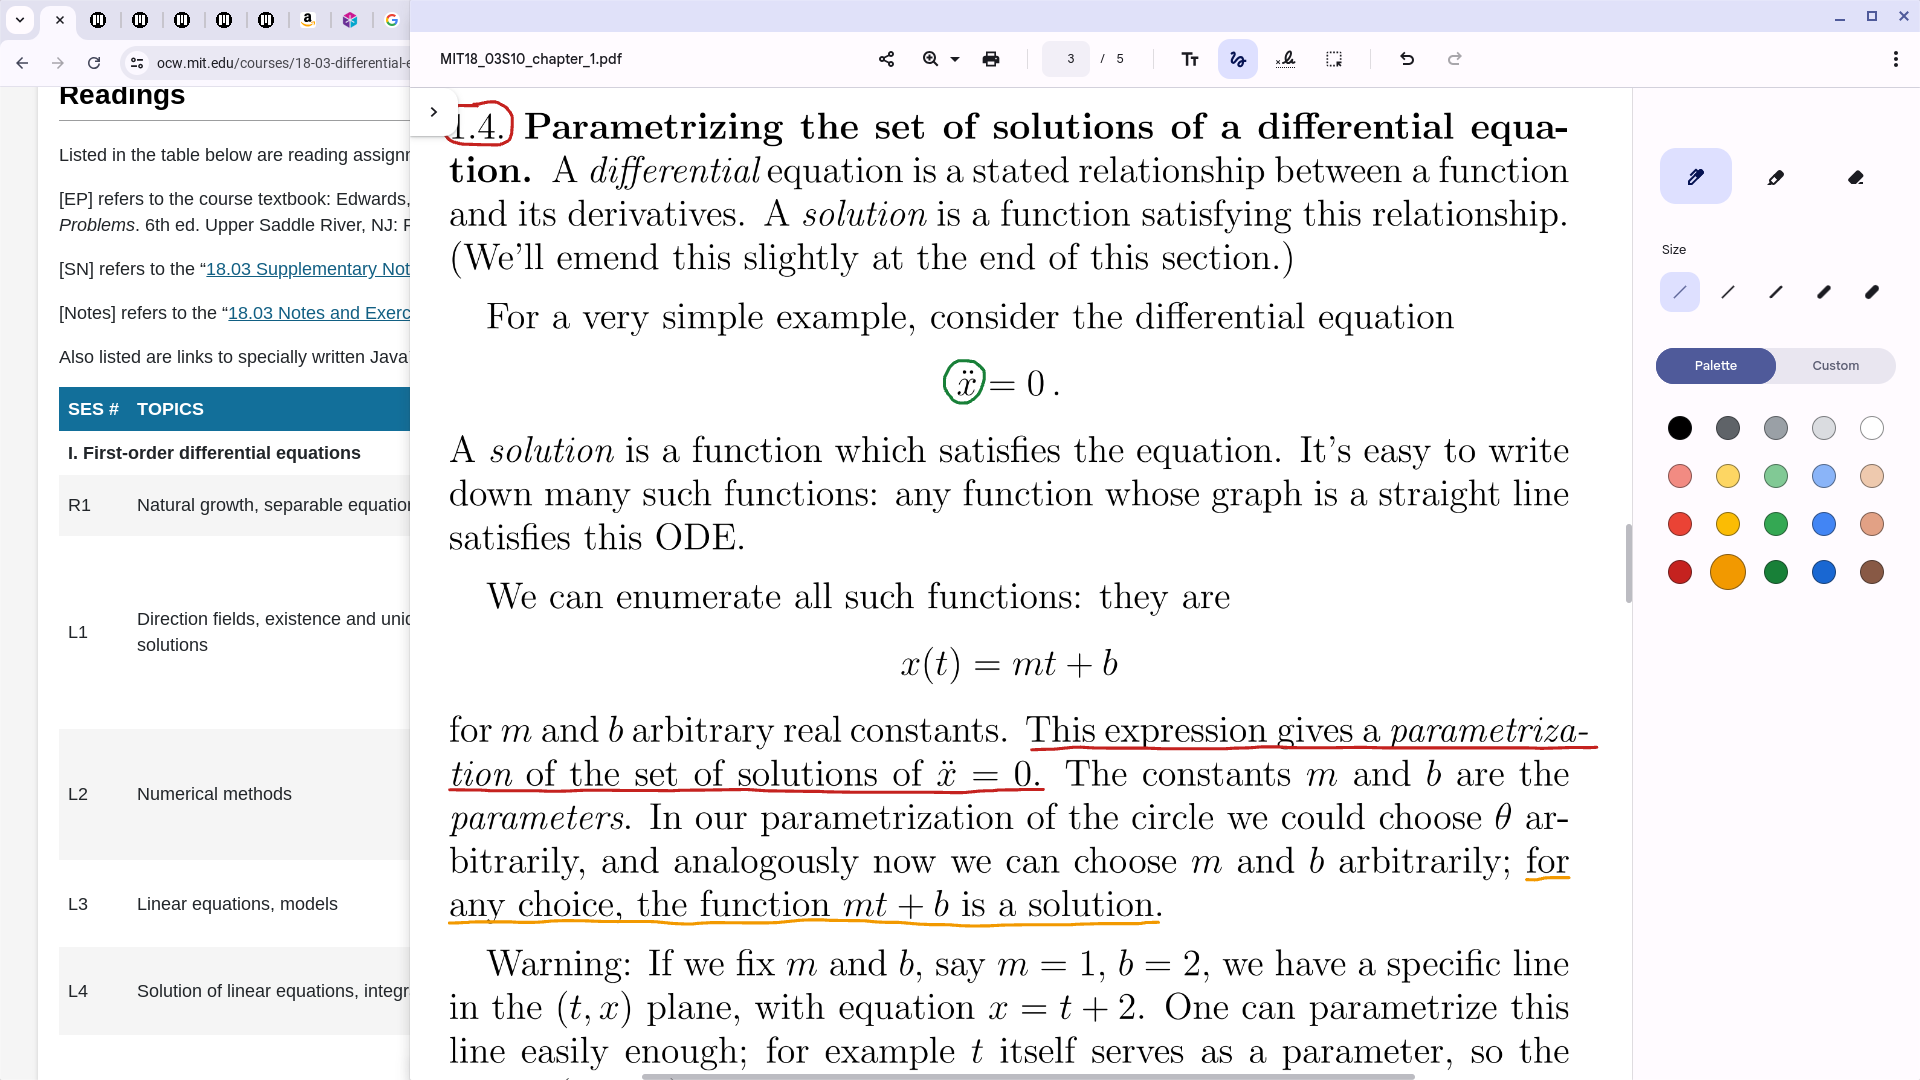 ocw.mit.edu/courses/18-03-differential-e
MIT18_03S10_chapter_1.pdf
3 / 5
Readings
Listed in the table below are reading assignm
[EP] refers to the course textbook: Edwards,
Problems. 6th ed. Upper Saddle River, NJ: P
[SN] refers to the “18.03 Supplementary Not
[Notes] refers to the “18.03 Notes and Exerc
Also listed are links to specially written Java
SES # TOPICS
I. First-order differential equations
R1 Natural growth, separable equation
L1 Direction fields, existence and uniq
solutions
L2 Numerical methods
L3 Linear equations, models
L4 Solution of linear equations, integr
1.4. Parametrizing the set of solutions of a differential equa-
tion. A differential equation is a stated relationship between a function
and its derivatives. A solution is a function satisfying this relationship.
(We’ll emend this slightly at the end of this section.)
For a very simple example, consider the differential equation
ẍ = 0 .
A solution is a function which satisfies the equation. It’s easy to write
down many such functions: any function whose graph is a straight line
satisfies this ODE.
We can enumerate all such functions: they are
x(t) = mt + b
for m and b arbitrary real constants. This expression gives a parametriza-
tion of the set of solutions of ẍ = 0. The constants m and b are the
parameters. In our parametrization of the circle we could choose θ ar-
bitrarily, and analogously now we can choose m and b arbitrarily; for
any choice, the function mt + b is a solution.
Warning: If we fix m and b, say m = 1, b = 2, we have a specific line
in the (t, x) plane, with equation x = t + 2. One can parametrize this
line easily enough; for example t itself serves as a parameter, so the
Size
Palette Custom